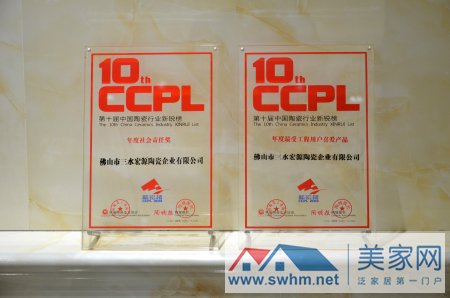 10th
CCPL
第十届中国陶瓷行业新锐榜
The 10th China Ceramics Industry XINRUI List
年度社会责任奖
佛山市三水宏源陶瓷企业有限公司
10th
CCPL
第十届中国陶瓷行业新锐榜
The 10th China Ceramics Industry XINRUI List
年度最受工程用户喜爱产品
佛山市三水宏源陶瓷企业有限公司
美家网
www.swhm.net
泛家居第一门户